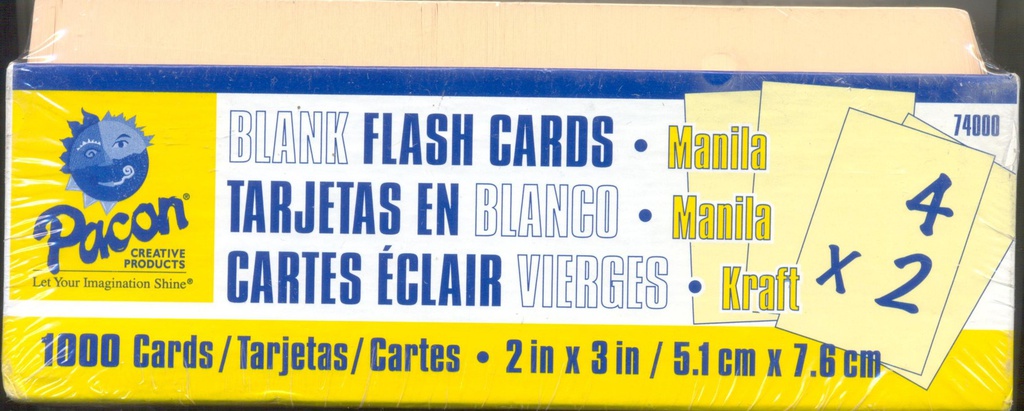 Pacon®
CREATIVE
PRODUCTS
Let Your Imagination Shine®
BLANK FLASH CARDS • Manila
TARJETAS EN BLANCO • Manila
CARTES ÉCLAIR VIERGES • Kraft
74000
4
x 2
1000 Cards/Tarjetas/Cartes • 2 in x 3 in / 5.1 cm x 7.6 cm